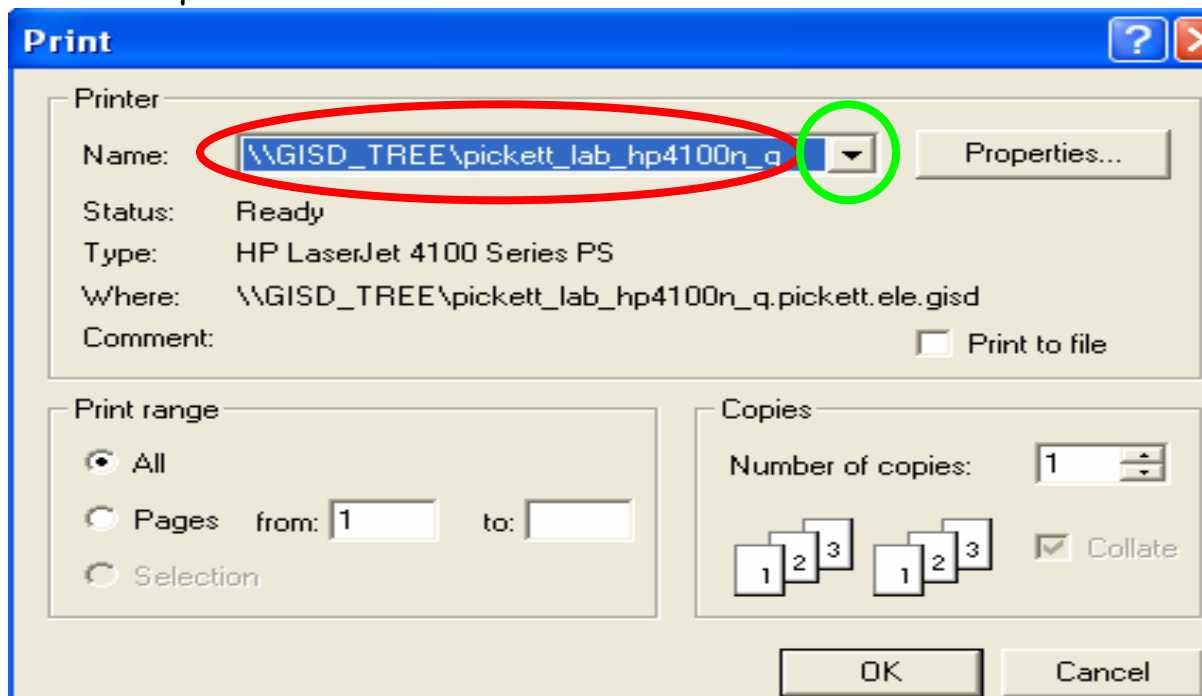 Print
Printer
Name: \\GISD_TREE\pickett_lab_hp4100n_q Properties...
Status: Ready
Type: HP LaserJet 4100 Series PS
Where: \\GISD_TREE\pickett_lab_hp4100n_q.pickett.ele.gisd
Comment: Print to file
Print range Copies
All Number of copies: 1
Pages from: 1 to:
1 2 3 1 2 3 Collate
Selection
OK Cancel